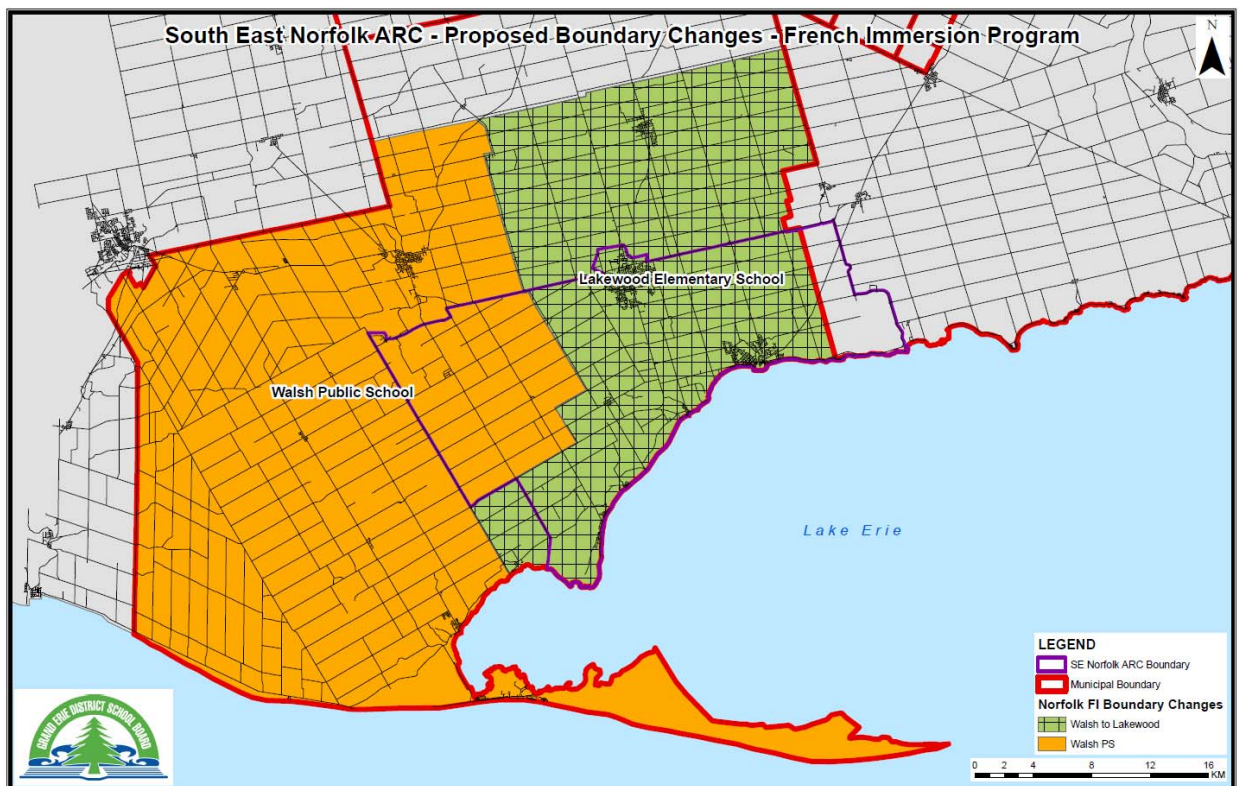 South East Norfolk ARC - Proposed Boundary Changes - French Immersion Program
N
Lakewood Elementary School
Walsh Public School
Lake Erie
LEGEND
SE Norfolk ARC Boundary
Municipal Boundary
Norfolk FI Boundary Changes
Walsh to Lakewood
Walsh PS
0 2 4 8 12 16
KM
GRAND ERIE DISTRICT SCHOOL BOARD